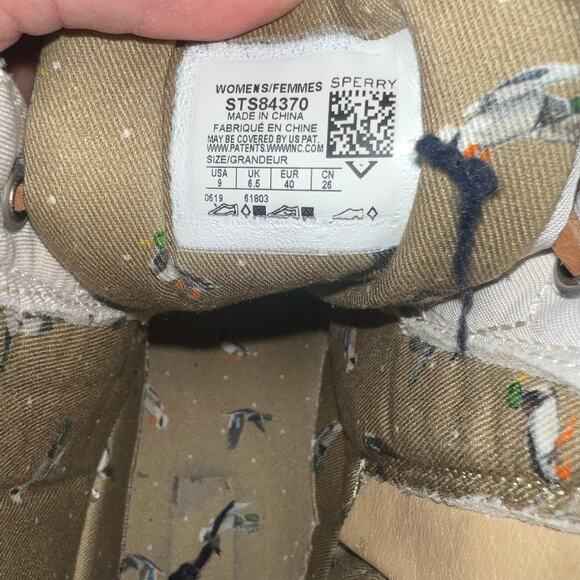 WOMENS/FEMMES SPERRY
STS84370
MADE IN CHINA
FABRIQUÉ EN CHINE
MAY BE COVERED BY US PAT.
WWW.PATENTS.WWWINC.COM
SIZE/GRANDEUR
USA UK EUR CN
9 6.5 40 26
0619 61803